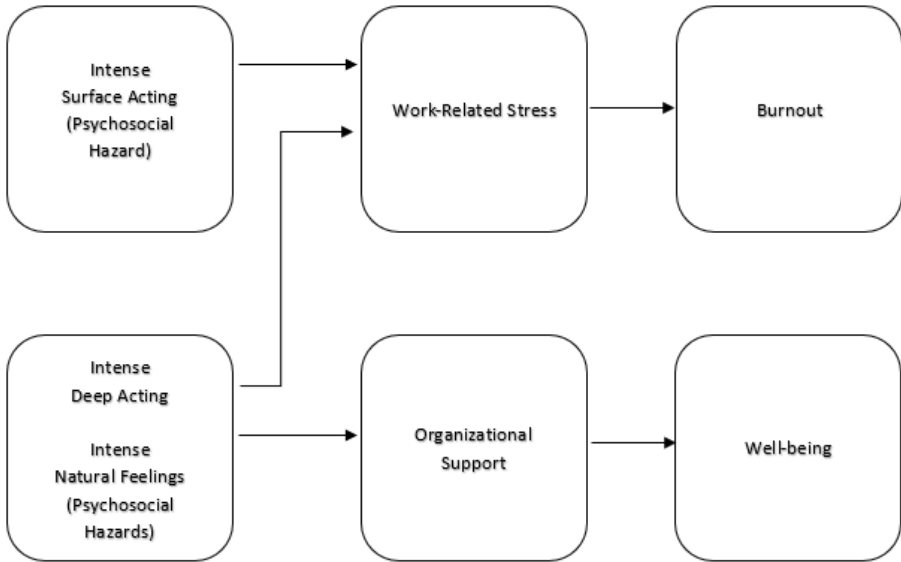 Intense
Surface Acting
(Psychosocial
Hazard)
Work-Related Stress
Burnout
Intense
Deep Acting
Intense
Natural Feelings
(Psychosocial
Hazards)
Organizational
Support
Well-being